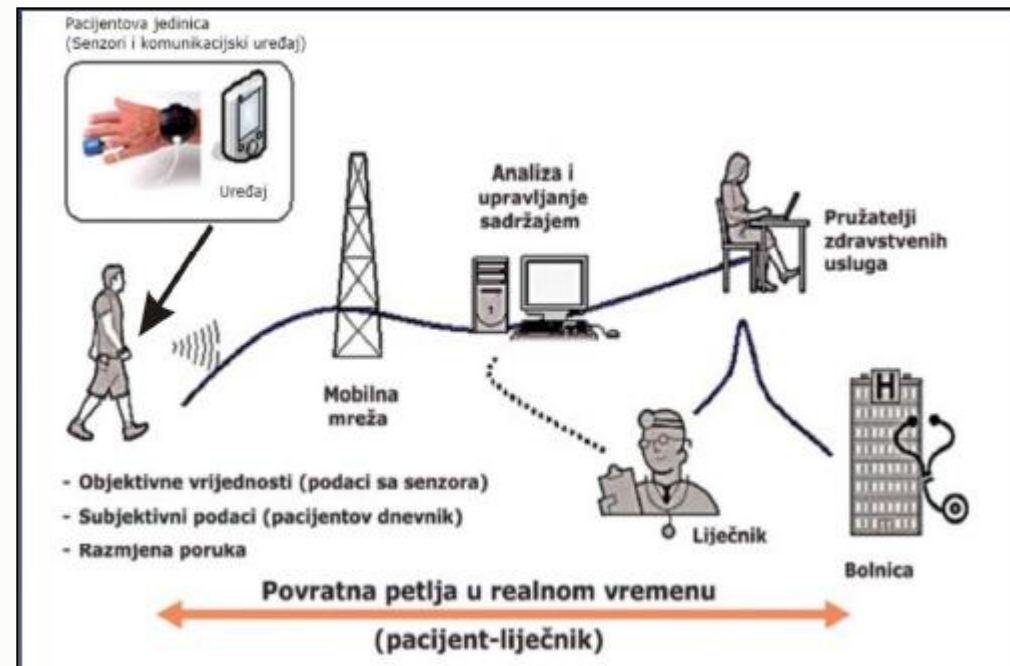 Pacijentova jedinica
(Senzori i komunikacijski uređaj)
Uređaj
Analiza i
upravljanje
sadržajem
Pružatelji
zdravstvenih
usluga
Mobilna
mreža
H
- Objektivne vrijednosti (podaci sa senzora)
- Subjektivni podaci (pacijentov dnevnik)
- Razmjena poruka
Liječnik
Bolnica
Povratna petlja u realnom vremenu
(pacijent-liječnik)